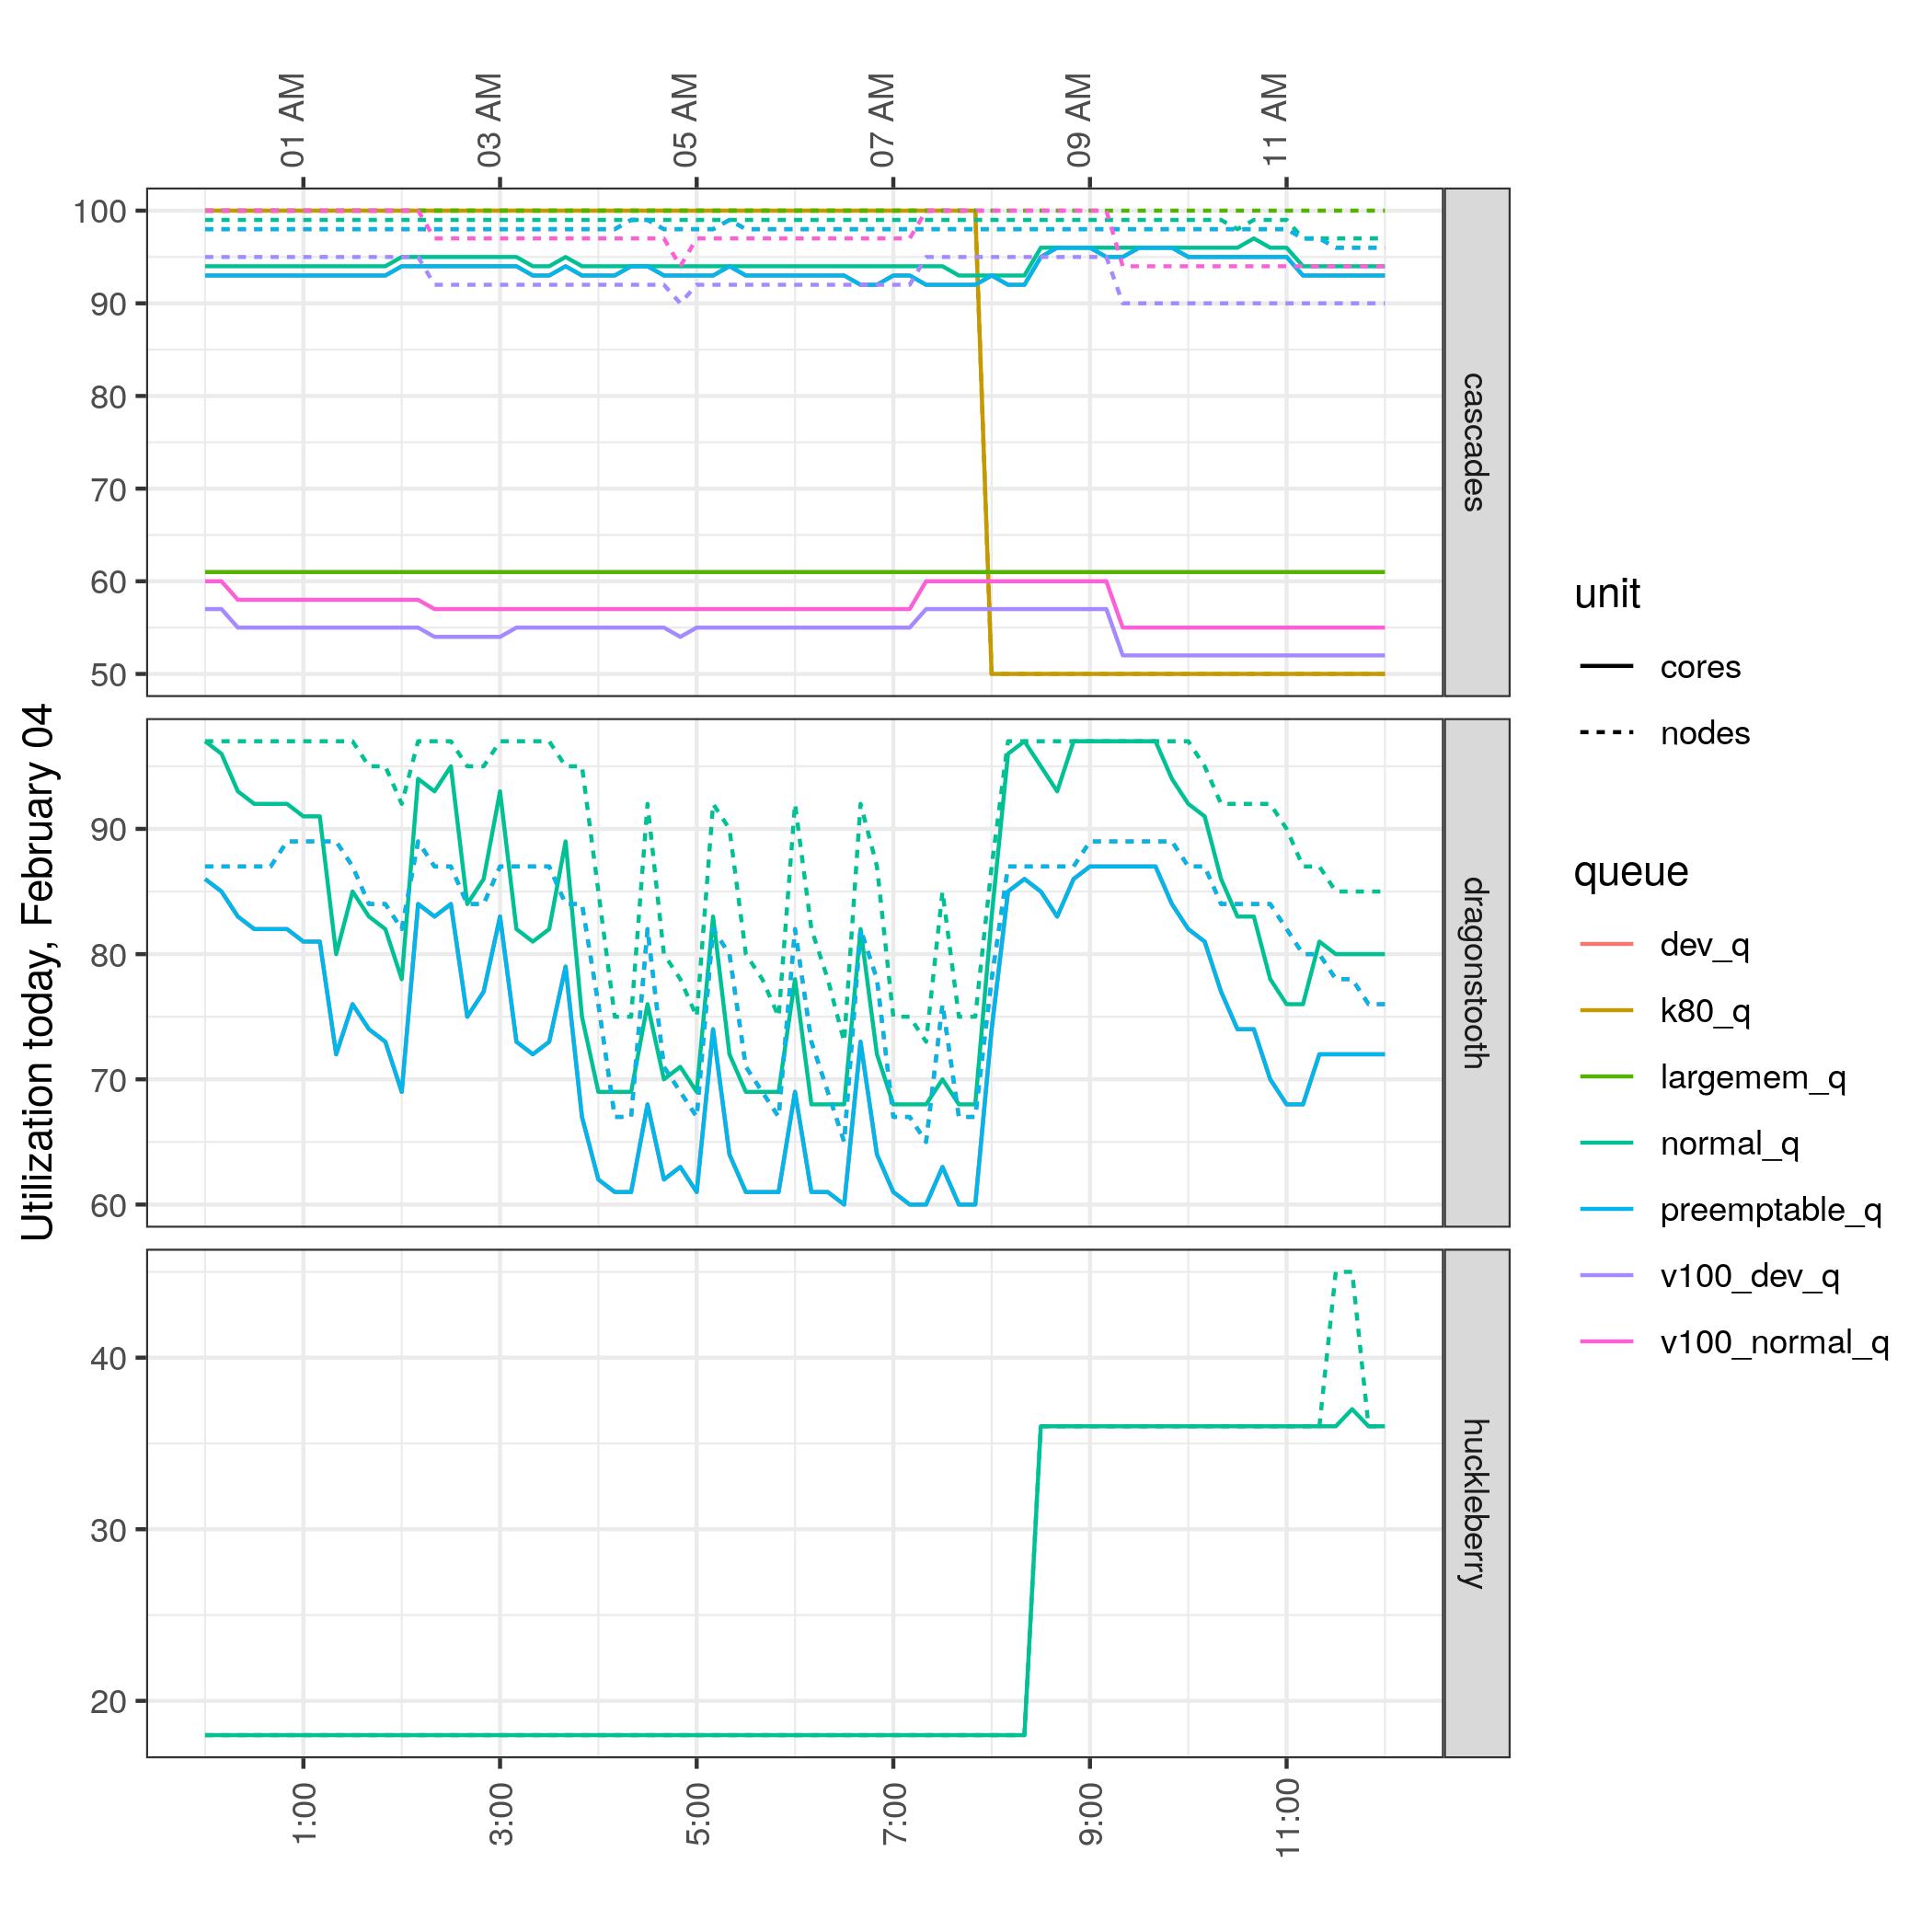 01 AM
03 AM
05 AM
07 AM
09 AM
11 AM
Utilization today, February 04
100
90
80
70
60
50
cascades
90
80
70
60
dragonstooth
40
30
20
huckleberry
1:00
3:00
5:00
7:00
9:00
11:00
unit
cores
nodes
queue
dev_q
k80_q
largemem_q
normal_q
preemptable_q
v100_dev_q
v100_normal_q